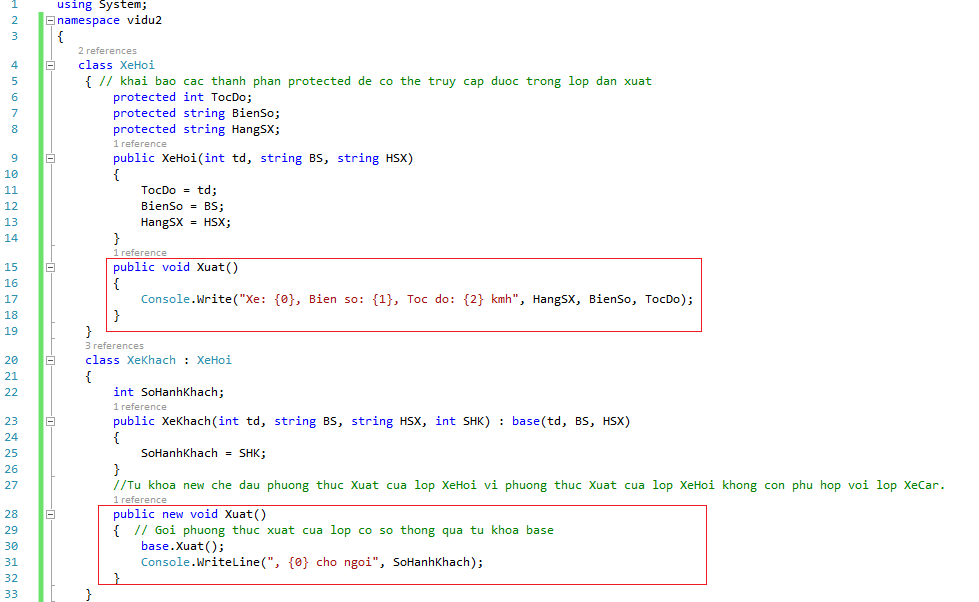 1 using System;
2 namespace vidu2
3 {
2 references
4 class XeHoi
5 { // khai bao cac thanh phan protected de co the truy cap duoc trong lop dan xuat
6 protected int TocDo;
7 protected string BienSo;
8 protected string HangSX;
1 reference
9 public XeHoi(int td, string BS, string HSX)
10 {
11 TocDo = td;
12 BienSo = BS;
13 HangSX = HSX;
14 }
1 reference
15 public void Xuat()
16 {
17 Console.Write("Xe: {0}, Bien so: {1}, Toc do: {2} kmh", HangSX, BienSo, TocDo);
18 }
19 }
3 references
20 class XeKhach : XeHoi
21 {
22 int SoHanhKhach;
1 reference
23 public XeKhach(int td, string BS, string HSX, int SHK) : base(td, BS, HSX)
24 {
25 SoHanhKhach = SHK;
26 }
27 //Tu khoa new che dau phuong thuc Xuat cua lop XeHoi vi phuong thuc Xuat cua lop XeHoi khong con phu hop voi lop XeCar.
1 reference
28 public new void Xuat()
29 { // Goi phuong thuc xuat cua lop co so thong qua tu khoa base
30 base.Xuat();
31 Console.WriteLine(", {0} cho ngoi", SoHanhKhach);
32 }
33 }